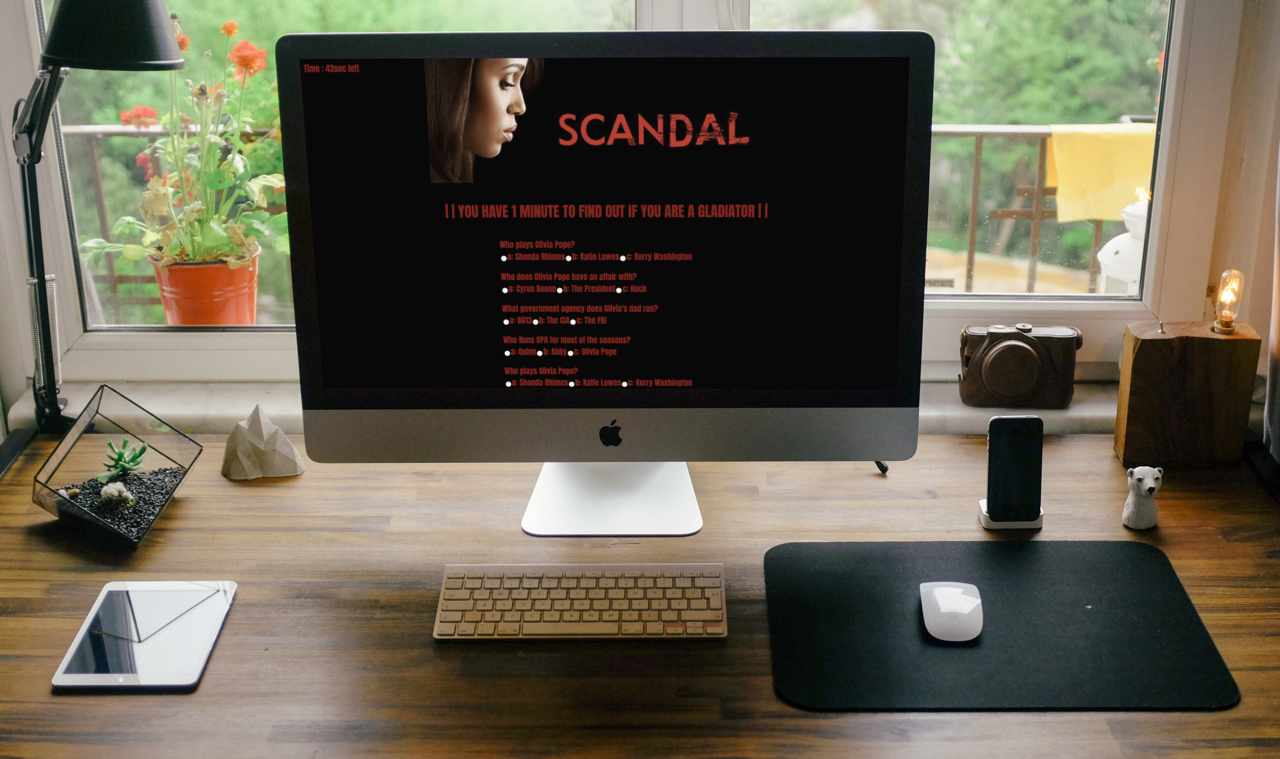 Time : 43sec left
SCANDAL
|| YOU HAVE 1 MINUTE TO FIND OUT IF YOU ARE A GLADIATOR ||
Who plays Olivia Pope?
a: Shonda Rhimes b: Katie Lowes c: Kerry Washington
Who does Olivia Pope have an affair with?
a: Cyrus Beene b: The President c: Huck
What government agency does Olivia's dad run?
a: B613 b: The CIA c: The FBI
Who Runs OPA for most of the seasons?
a: Quinn b: Abby c: Olivia Pope
Who plays Olivia Pope?
a: Shonda Rhimes b: Katie Lowes c: Kerry Washington